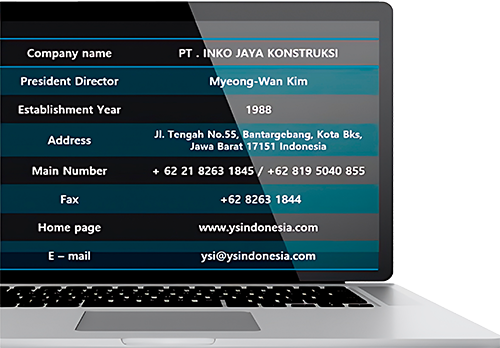 Company name PT . INKO JAYA KONSTRUKSI
President Director Myeong-Wan Kim
Establishment Year 1988
Address Jl. Tengah No.55, Bantargebang, Kota Bks,
Jawa Barat 17151 Indonesia
Main Number + 62 21 8263 1845 / +62 819 5040 855
Fax +62 8263 1844
Home page www.ysindonesia.com
E – mail ysi@ysindonesia.com